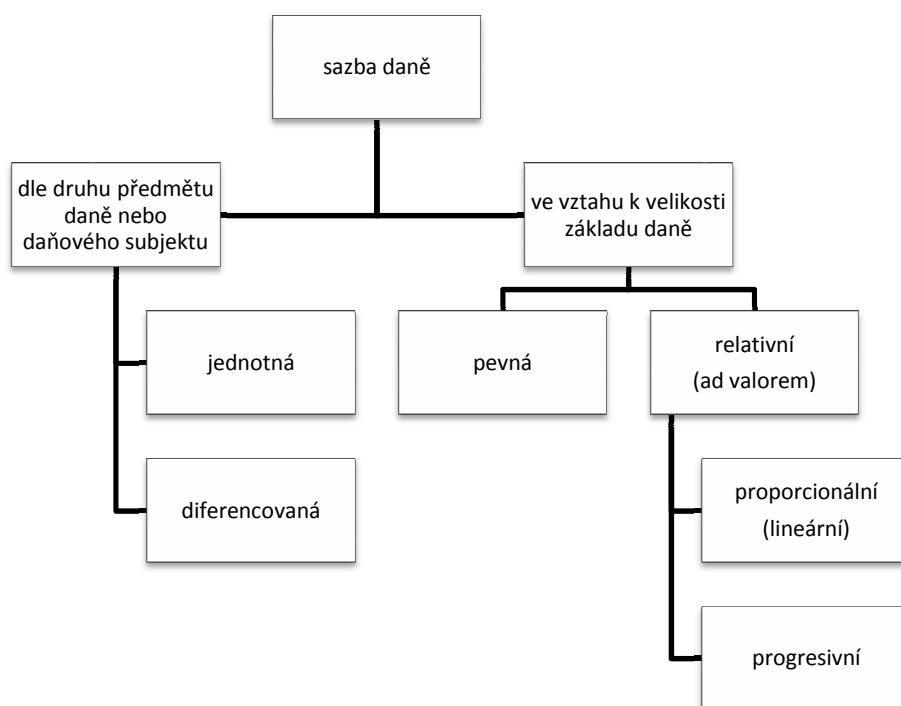 sazba daně
dle druhu předmětu
daně nebo
daňového subjektu
ve vztahu k velikosti
základu daně
jednotná
diferencovaná
pevná
relativní
(ad valorem)
proporcionální
(lineární)
progresivní